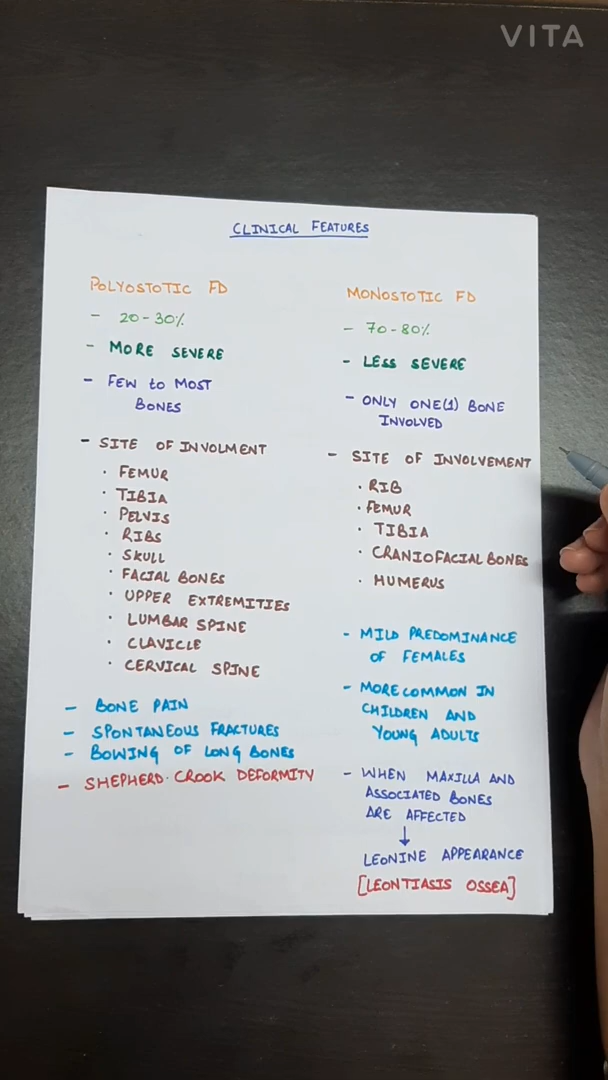 VITA
CLINICAL FEATURES
POLYOSTOTIC FD
- 20-30%
- MORE SEVERE
- FEW to MOST
BONES
- SITE OF INVOLMENT
· FEMUR
· TIBIA
· PELVIS
· RIBS
· SKULL
· FACIAL BONES
· UPPER EXTREMITIES
· LUMBAR SPINE
· CLAVICLE
· CERVICAL SPINE
- BONE PAIN
- SPONTANEOUS FRACTURES
- BOWING OF LONG BONES
- SHEPHERD·CROOK DEFORMITY
MONOSTOTIC FD
- 70-80%
- LESS SEVERE
- ONLY ONE(1) BONE
INVOLVED
- SITE OF INVOLVEMENT
· RIB
· FEMUR
· TIBIA
· CRANIOFACIAL BONES
· HUMERUS
- MILD PREDOMINANCE
OF FEMALES
- MORE COMMON IN
CHILDREN AND
YOUNG ADULTS
- WHEN MAXILLA AND
ASSOCIATED BONES
ARE AFFECTED
↓
LEONINE APPEARANCE
[LEONTIASIS OSSEA]